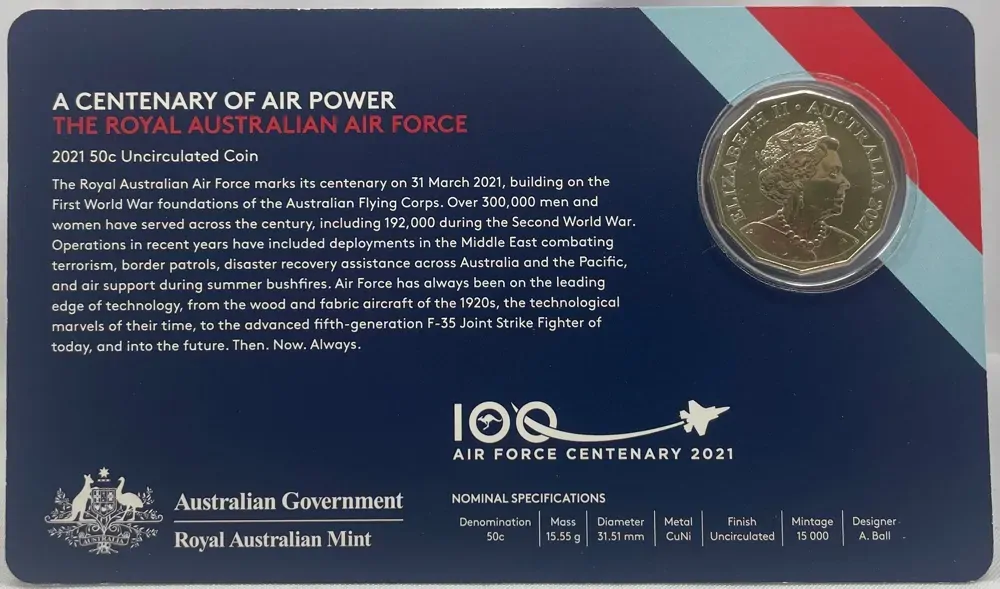 A CENTENARY OF AIR POWER
THE ROYAL AUSTRALIAN AIR FORCE
2021 50c Uncirculated Coin
The Royal Australian Air Force marks its centenary on 31 March 2021, building on the
First World War foundations of the Australian Flying Corps. Over 300,000 men and
women have served across the century, including 192,000 during the Second World War.
Operations in recent years have included deployments in the Middle East combating
terrorism, border patrols, disaster recovery assistance across Australia and the Pacific,
and air support during summer bushfires. Air Force has always been on the leading
edge of technology, from the wood and fabric aircraft of the 1920s, the technological
marvels of their time, to the advanced fifth-generation F-35 Joint Strike Fighter of
today, and into the future. Then. Now. Always.
ELIZABETH II • AUSTRALIA 2021
100
AIR FORCE CENTENARY 2021
AUSTRALIA
Australian Government
Royal Australian Mint
NOMINAL SPECIFICATIONS
Denomination Mass Diameter Metal Finish Mintage Designer
50c 15.55 g 31.51 mm CuNi Uncirculated 15 000 A. Ball